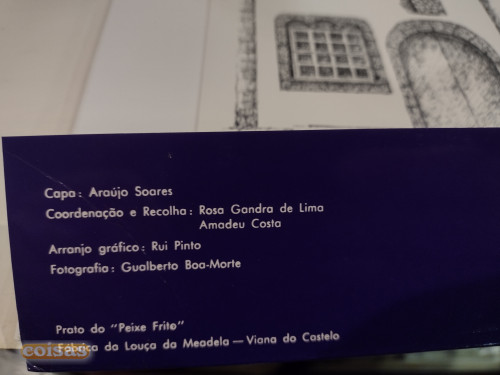 Capa: Araújo Soares
Coordenação e Recolha: Rosa Gandra de Lima
Amadeu Costa
Arranjo gráfico: Rui Pinto
Fotografia: Gualberto Boa-Morte
Prato do "Peixe Frito"
Fábrica da Louça da Meadela — Viana do Castelo
coisas